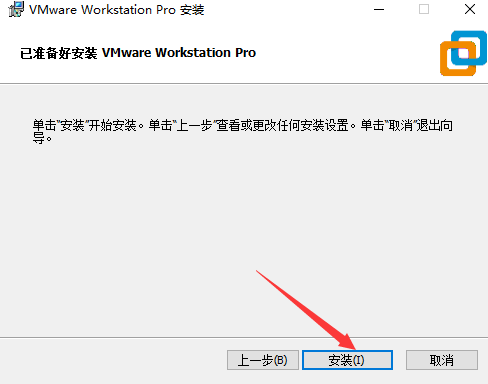 VMware Workstation Pro 安装
已准备好安装 VMware Workstation Pro
单击“安装”开始安装。单击“上一步”查看或更改任何安装设置。单击“取消”退出向
导。
上一步(B) 安装(I) 取消